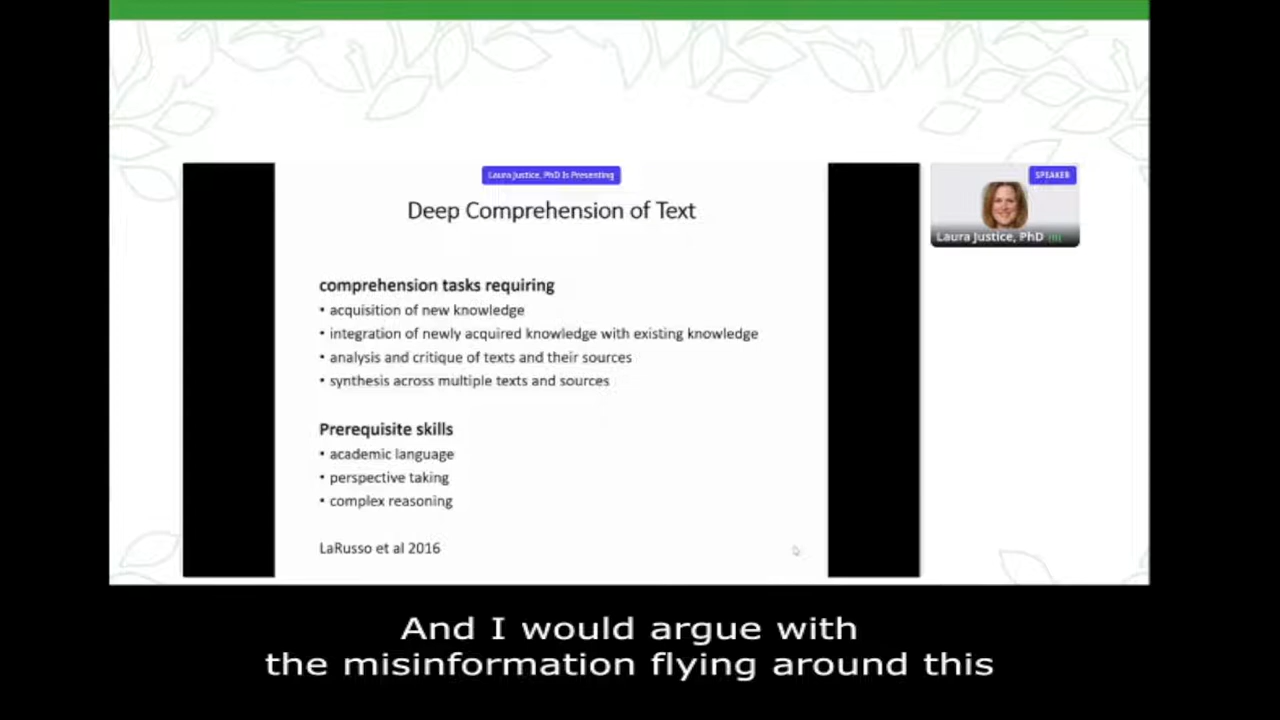 Laura Justice, PhD Is Presenting
SPEAKER
Deep Comprehension of Text
Laura Justice, PhD
comprehension tasks requiring
• acquisition of new knowledge
• integration of newly acquired knowledge with existing knowledge
• analysis and critique of texts and their sources
• synthesis across multiple texts and sources
Prerequisite skills
• academic language
• perspective taking
• complex reasoning
LaRusso et al 2016
And I would argue with
the misinformation flying around this